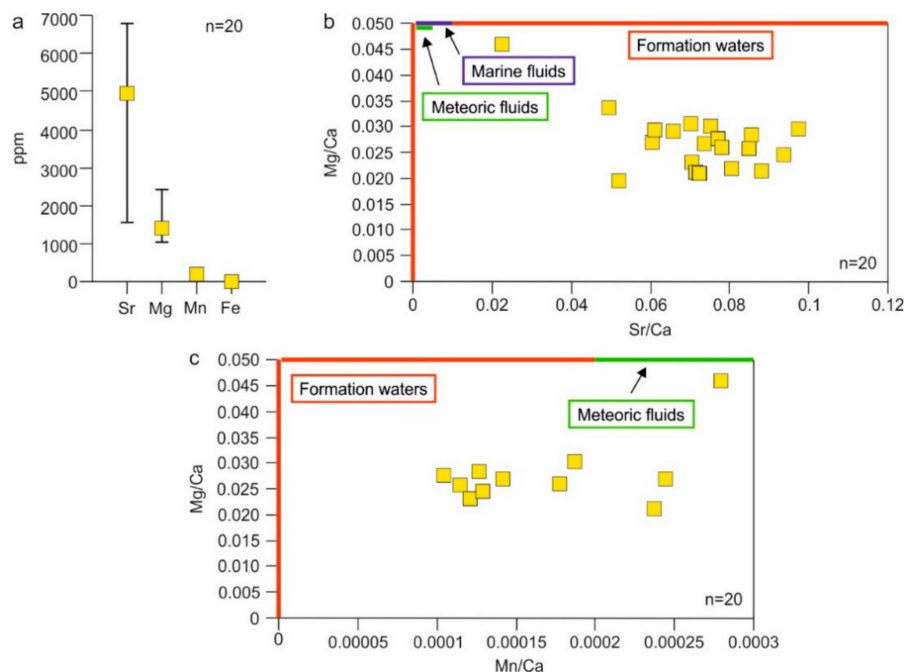 a
n=20
7000
6000
5000
4000
3000
2000
1000
0
ppm
Sr Mg Mn Fe
b
0.050
0.045
0.040
0.035
0.030
0.025
0.020
0.015
0.010
0.005
0
Mg/Ca
Formation waters
Marine fluids
Meteoric fluids
n=20
0 0.02 0.04 0.06 0.08 0.1 0.12
Sr/Ca
c
0.050
0.045
0.040
0.035
0.030
0.025
0.020
0.015
0.010
0.005
0
Mg/Ca
Formation waters
Meteoric fluids
n=20
0 0.00005 0.0001 0.00015 0.0002 0.00025 0.0003
Mn/Ca